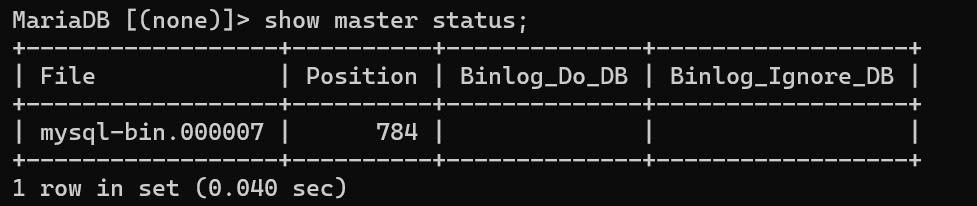 MariaDB [(none)]> show master status;
+------------------+----------+--------------+------------------+
| File             | Position | Binlog_Do_DB | Binlog_Ignore_DB |
+------------------+----------+--------------+------------------+
| mysql-bin.000007 |      784 |              |                  |
+------------------+----------+--------------+------------------+
1 row in set (0.040 sec)